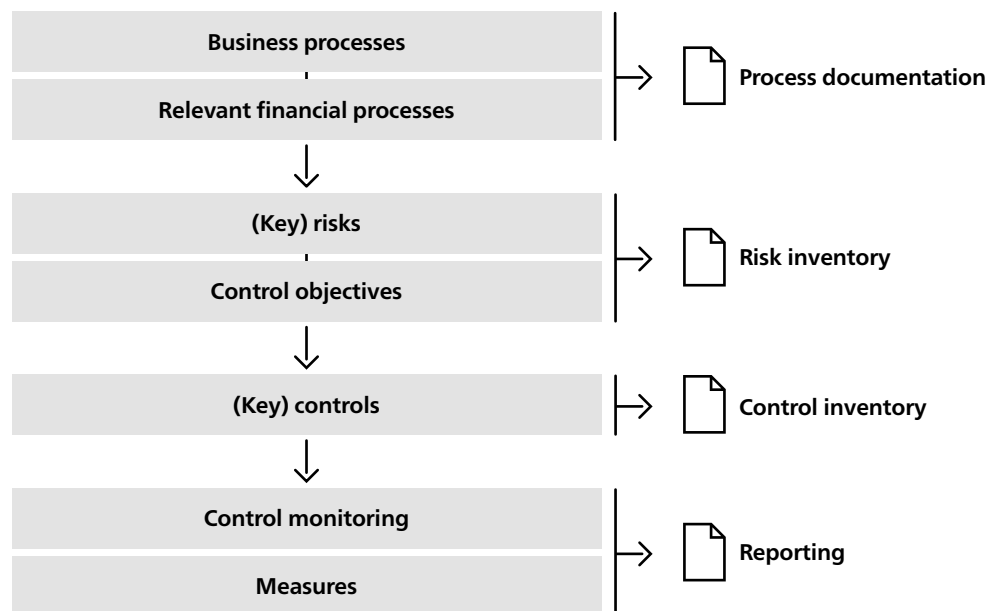 Business processes
Relevant financial processes
Process documentation
(Key) risks
Control objectives
Risk inventory
(Key) controls
Control inventory
Control monitoring
Measures
Reporting